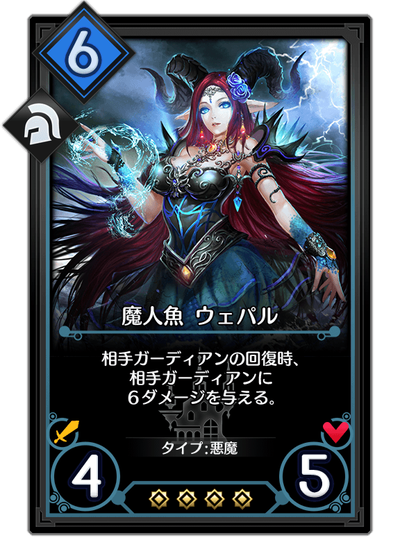 6
魔人魚 ウェパル
相手ガーディアンの回復時、
相手ガーディアンに
６ダメージを与える。
タイプ:悪魔
4
5